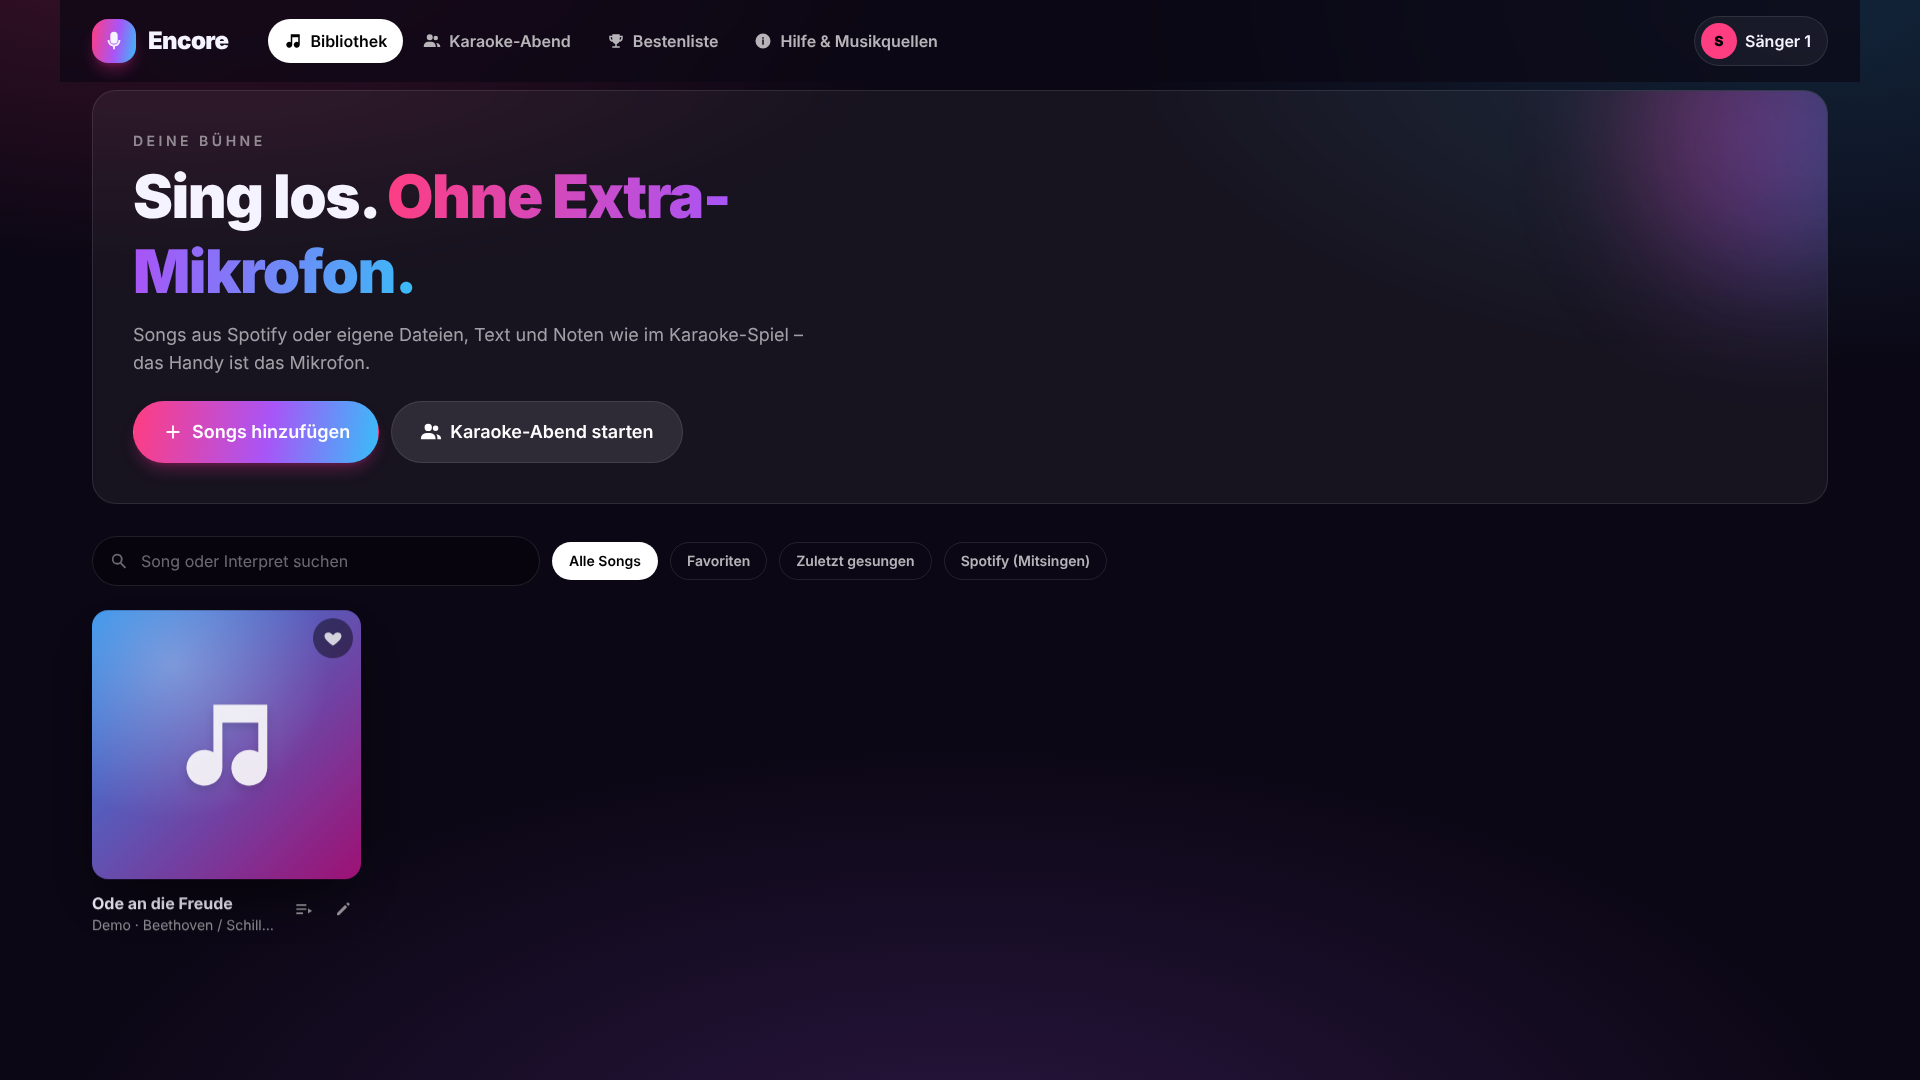 Encore
Bibliothek
Karaoke-Abend
Bestenliste
Hilfe & Musikquellen
S
Sänger 1
DEINE BÜHNE
Sing los. Ohne Extra-
Mikrofon.
Songs aus Spotify oder eigene Dateien, Text und Noten wie im Karaoke-Spiel –
das Handy ist das Mikrofon.
Songs hinzufügen
Karaoke-Abend starten
Song oder Interpret suchen
Alle Songs
Favoriten
Zuletzt gesungen
Spotify (Mitsingen)
Ode an die Freude
Demo · Beethoven / Schill...